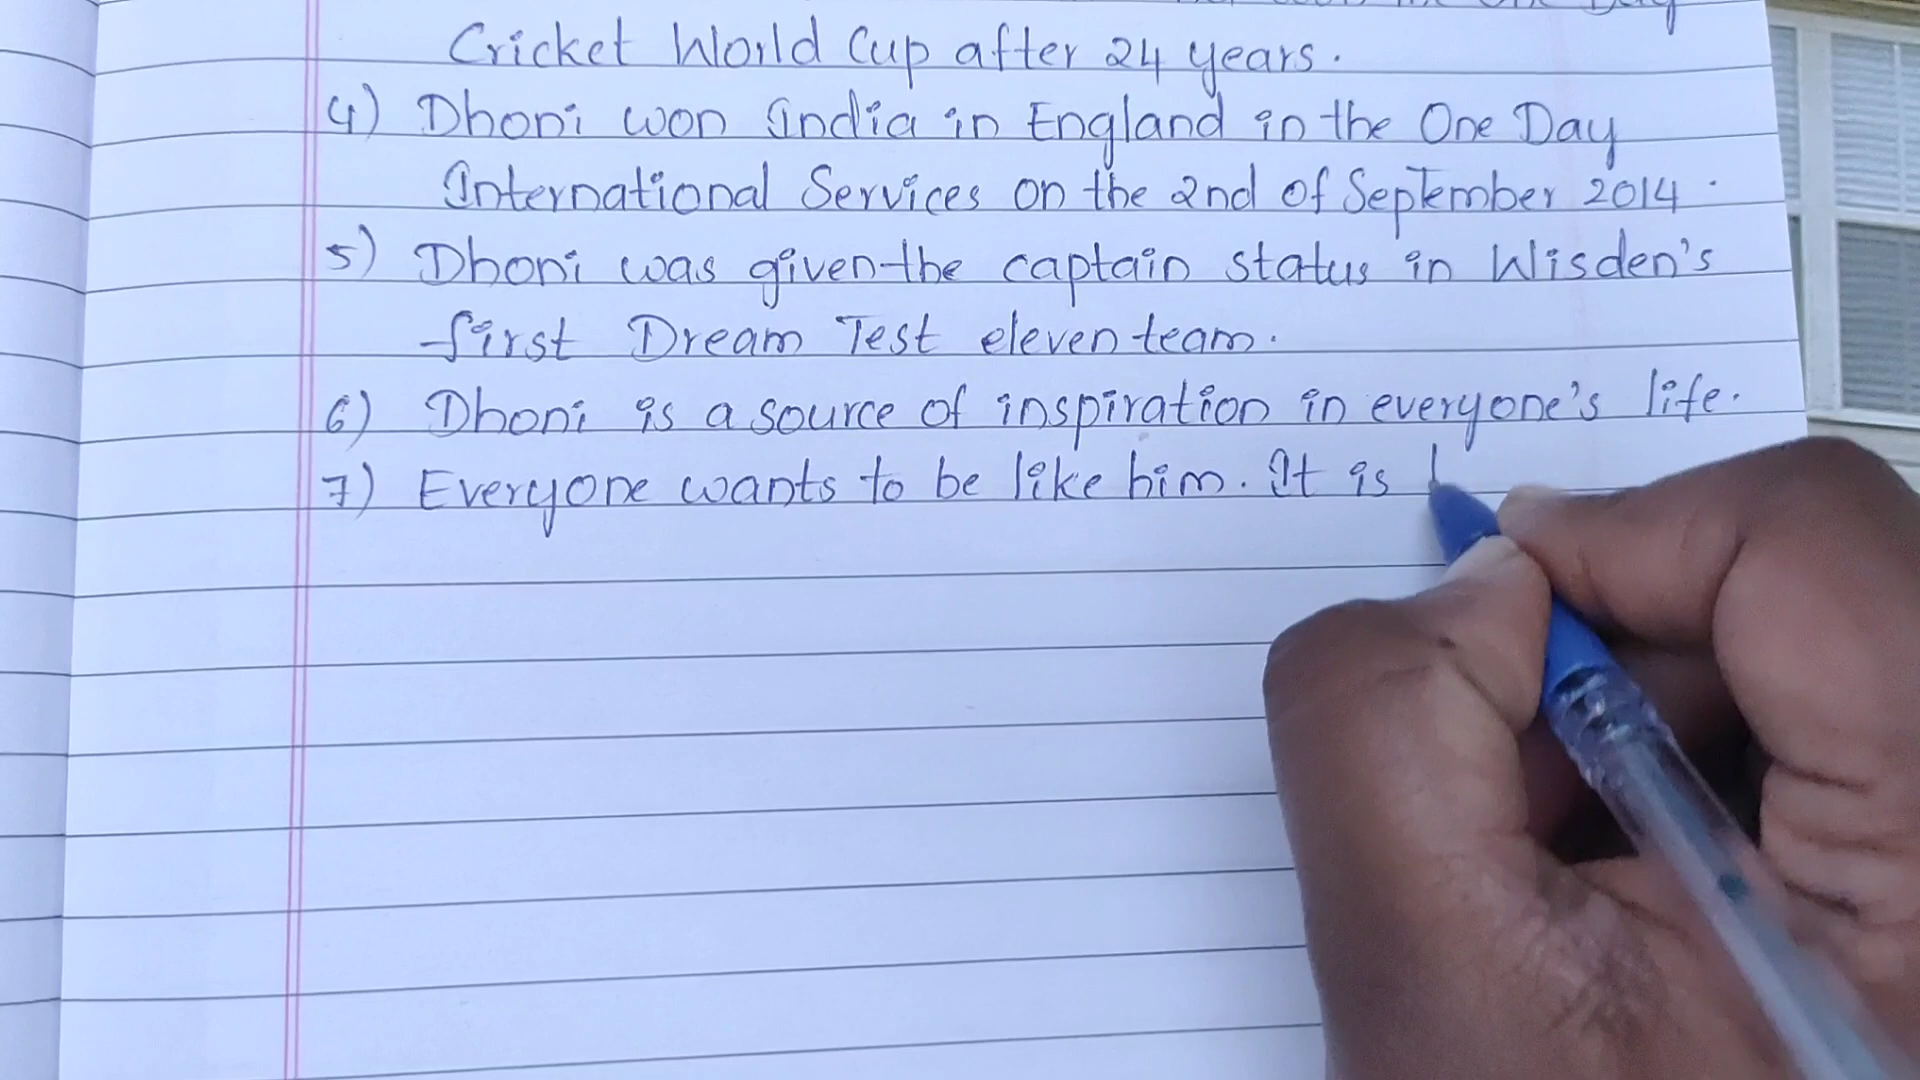 Cricket World Cup after 24 years.
4) Dhoni won India in England in the One Day
International Services on the 2nd of September 2014.
5) Dhoni was given the captain status in Wisden's
first Dream Test eleven team.
6) Dhoni is a source of inspiration in everyone's life.
7) Everyone wants to be like him. It is